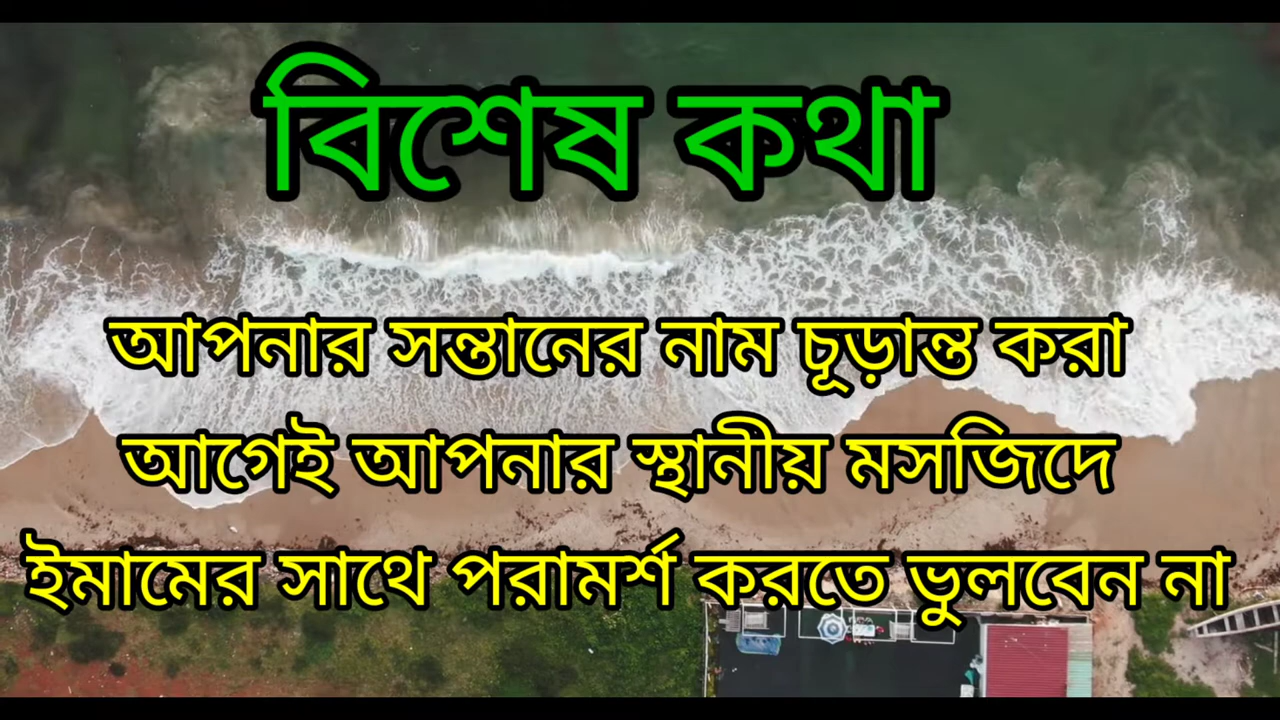 বিশেষ কথা
আপনার সন্তানের নাম চূড়ান্ত করা
আগেই আপনার স্থানীয় মসজিদে
ইমামের সাথে পরামর্শ করতে ভুলবেন না